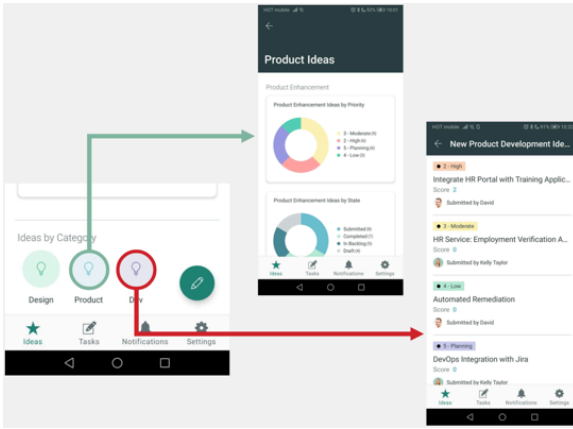 Ideas by Category
Design
Product
Dev
Ideas
Tasks
Notifications
Settings
HOT mobile
Product Ideas
Product Enhancement
Product Enhancement Ideas by Priority
3 - Moderate
2 - High
5 - Planning
4 - Low
Product Enhancement Ideas by State
Submitted
Completed
In Backlog
Draft
Ideas
Tasks
Notifications
Settings
HOT mobile
New Product Development Ide...
2 - High
Integrate HR Portal with Training Applic...
Score 2
Submitted by David
3 - Moderate
HR Service: Employment Verification A...
Score 0
Submitted by Kelly Taylor
4 - Low
Automated Remediation
Score 0
Submitted by David
5 - Planning
DevOps Integration with Jira
Score 0
Submitted by Kelly Taylor
Ideas
Tasks
Notifications
Settings